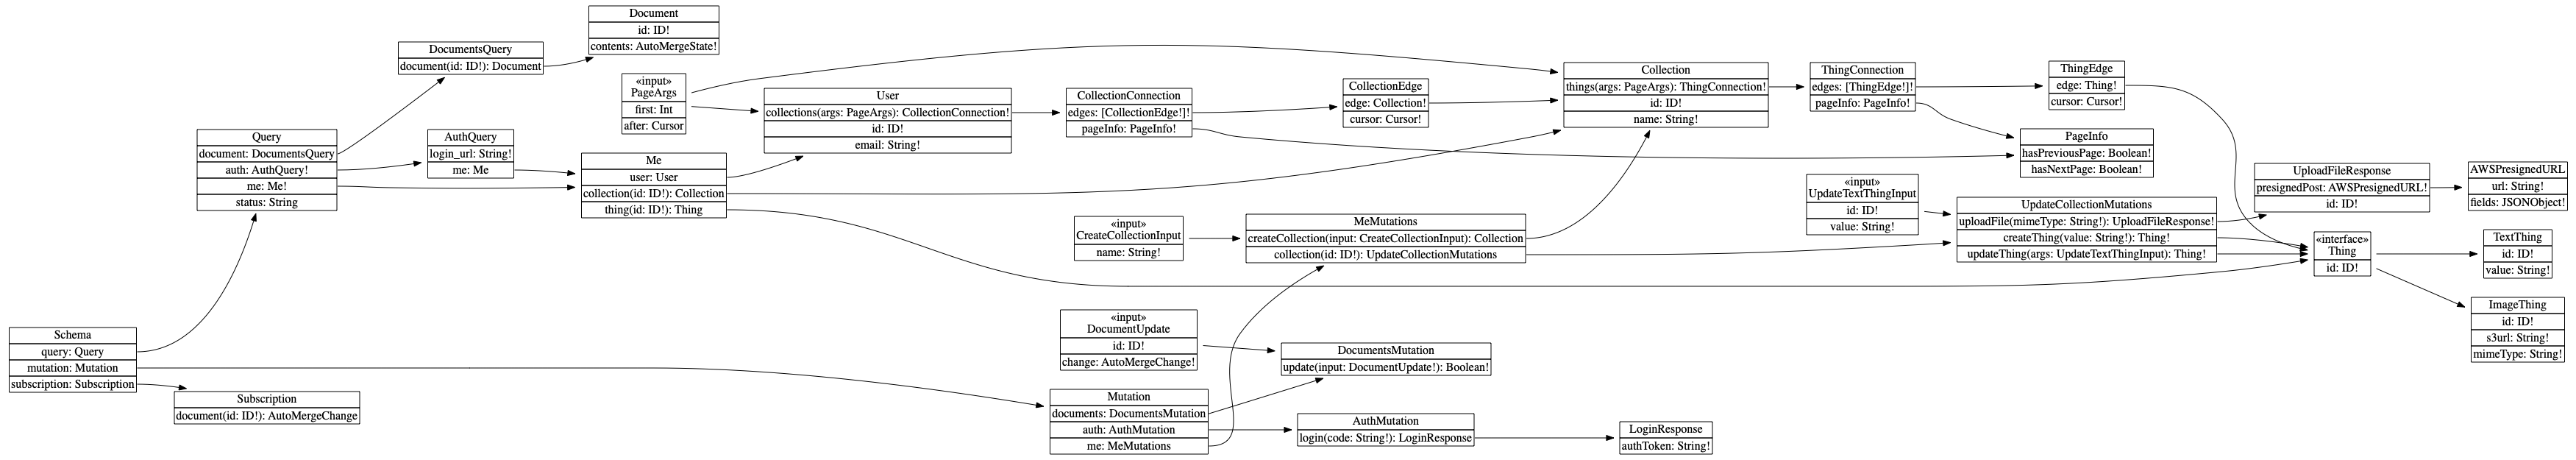 Document
id: ID!
contents: AutoMergeState!
DocumentsQuery
document(id: ID!): Document
«input»
PageArgs
first: Int
after: Cursor
User
collections(args: PageArgs): CollectionConnection!
id: ID!
email: String!
CollectionConnection
edges: [CollectionEdge!]!
pageInfo: PageInfo!
CollectionEdge
edge: Collection!
cursor: Cursor!
Collection
things(args: PageArgs): ThingConnection!
id: ID!
name: String!
ThingConnection
edges: [ThingEdge!]!
pageInfo: PageInfo!
ThingEdge
edge: Thing!
cursor: Cursor!
PageInfo
hasPreviousPage: Boolean!
hasNextPage: Boolean!
Query
document: DocumentsQuery
auth: AuthQuery!
me: Me!
status: String
AuthQuery
login_url: String!
me: Me
Me
user: User
collection(id: ID!): Collection
thing(id: ID!): Thing
«input»
CreateCollectionInput
name: String!
MeMutations
createCollection(input: CreateCollectionInput): Collection
collection(id: ID!): UpdateCollectionMutations
«input»
UpdateTextThingInput
id: ID!
value: String!
UpdateCollectionMutations
uploadFile(mimeType: String!): UploadFileResponse!
createThing(value: String!): Thing!
updateThing(args: UpdateTextThingInput): Thing!
UploadFileResponse
presignedPost: AWSPresignedURL!
id: ID!
AWSPresignedURL
url: String!
fields: JSONObject!
«interface»
Thing
id: ID!
TextThing
id: ID!
value: String!
ImageThing
id: ID!
s3url: String!
mimeType: String!
Schema
query: Query
mutation: Mutation
subscription: Subscription
Subscription
document(id: ID!): AutoMergeChange
«input»
DocumentUpdate
id: ID!
change: AutoMergeChange!
DocumentsMutation
update(input: DocumentUpdate!): Boolean!
Mutation
documents: DocumentsMutation
auth: AuthMutation
me: MeMutations
AuthMutation
login(code: String!): LoginResponse
LoginResponse
authToken: String!